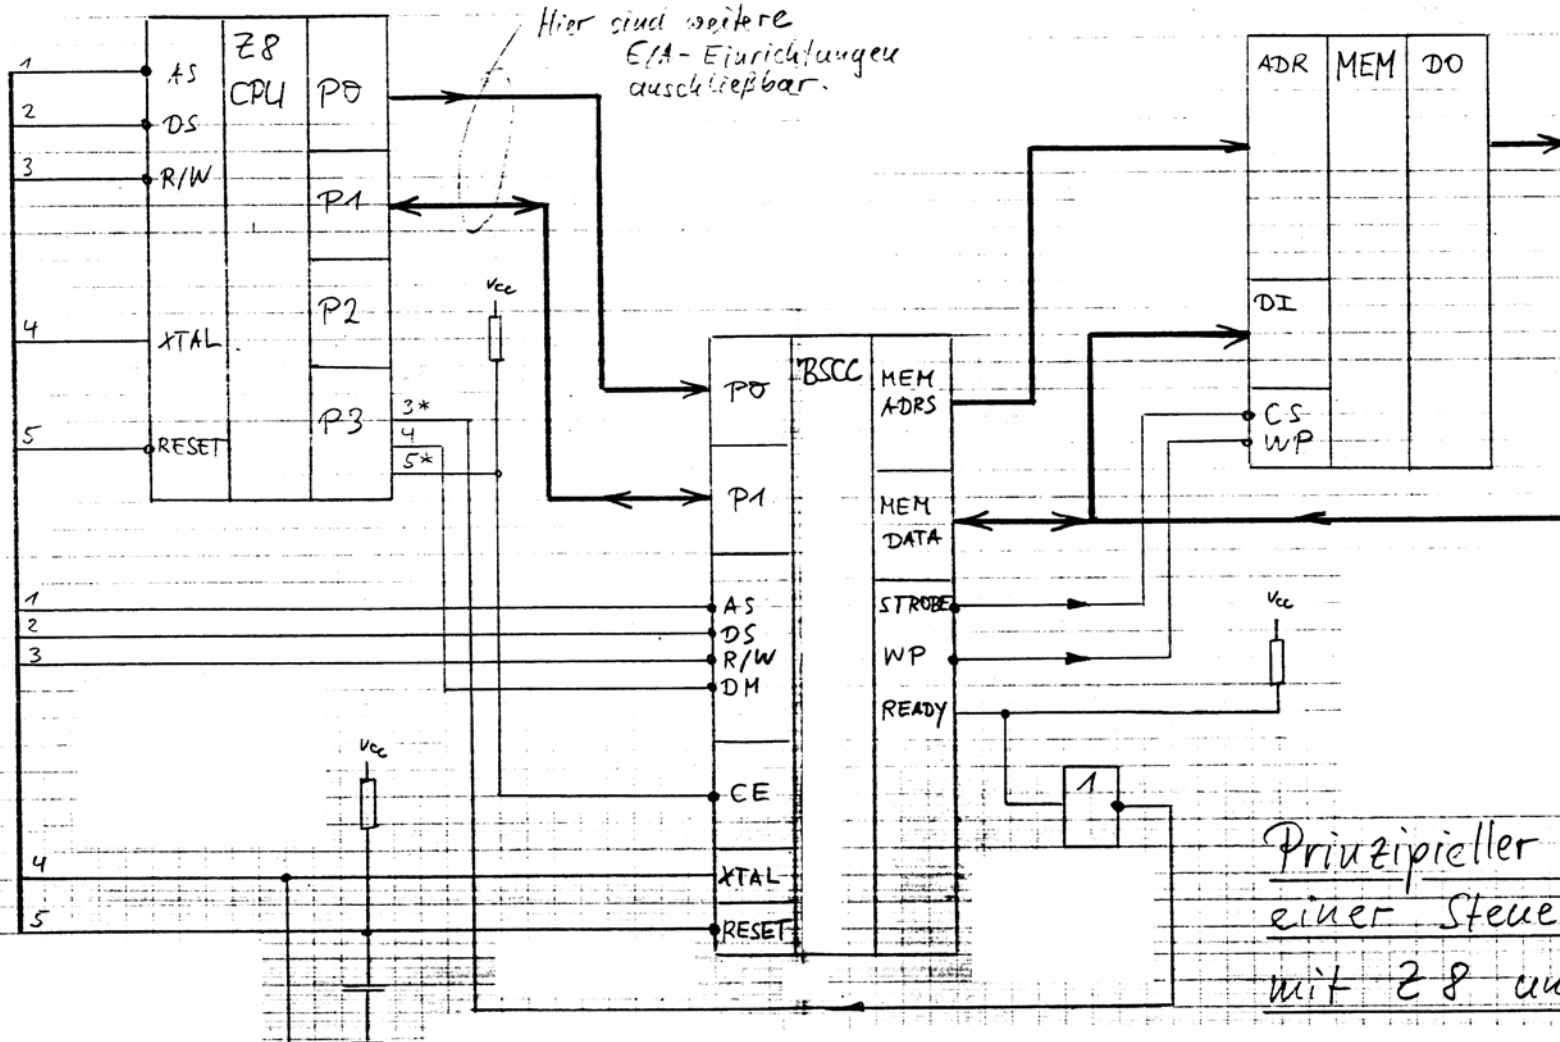 Hier sind weitere
E/A-Einrichtungen
anschließbar.
1
2
3
4
5
AS
DS
R/W
XTAL
RESET
Z8
CPU
P0
P1
P2
P3
3*
4
5*
Vcc
P0
P1
AS
DS
R/W
DM
CE
XTAL
RESET
BSCC
MEM
ADRS
MEM
DATA
STROBE
WP
READY
ADR
MEM
DO
DI
CS
WP
Vcc
1
1
2
3
Vcc
4
5
Prinzipieller
einer Steue
mit Z8 un